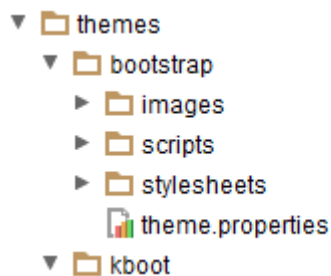 themes
bootstrap
images
scripts
stylesheets
theme.properties
kboot